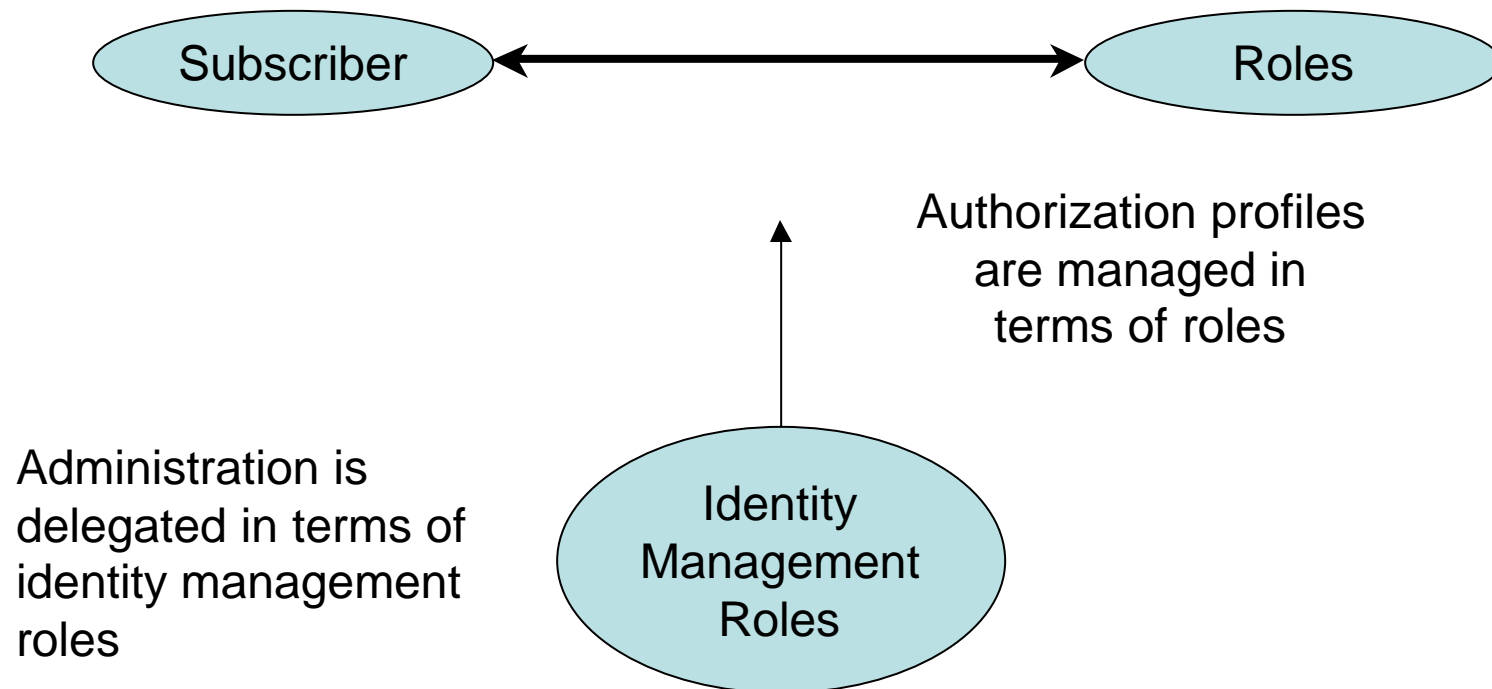 Subscriber
Roles
Authorization profiles
are managed in
terms of roles
Administration is
delegated in terms of
identity management
roles
Identity
Management
Roles